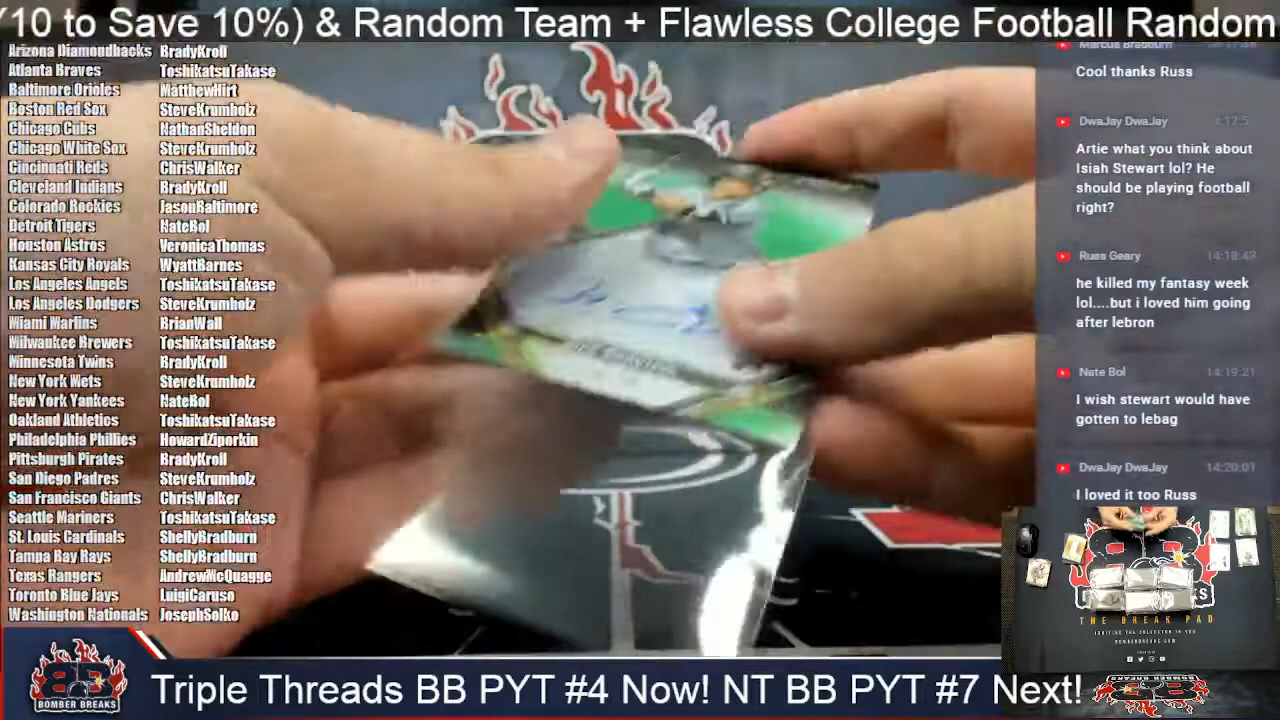 Y10 to Save 10%) & Random Team + Flawless College Football Random
Arizona Diamondbacks BradyKroll
Atlanta Braves ToshikatsuTakase
Baltimore Orioles MatthewHirt
Boston Red Sox SteveKrumholz
Chicago Cubs NathanSheldon
Chicago White Sox SteveKrumholz
Cincinnati Reds ChrisWalker
Cleveland Indians BradyKroll
Colorado Rockies JasonBaltimore
Detroit Tigers NateBol
Houston Astros VeronicaThomas
Kansas City Royals WyattBarnes
Los Angeles Angels ToshikatsuTakase
Los Angeles Dodgers SteveKrumholz
Miami Marlins BrianWall
Milwaukee Brewers ToshikatsuTakase
Minnesota Twins BradyKroll
New York Mets SteveKrumholz
New York Yankees NateBol
Oakland Athletics ToshikatsuTakase
Philadelphia Phillies HowardZiporkin
Pittsburgh Pirates BradyKroll
San Diego Padres SteveKrumholz
San Francisco Giants ChrisWalker
Seattle Mariners ToshikatsuTakase
St. Louis Cardinals ShellyBradburn
Tampa Bay Rays ShellyBradburn
Texas Rangers AndrewMcQuagge
Toronto Blue Jays LuigiCaruso
Washington Nationals JosephSolko
Marcus Bradburn
Cool thanks Russ
DwaJay DwaJay
Artie what you think about
Isiah Stewart lol? He
should be playing football
right?
Russ Geary 14:18:42
he killed my fantasy week
lol....but i loved him going
after lebron
Nate Bol 14:19:21
I wish stewart would have
gotten to lebag
DwaJay DwaJay 14:20:01
I loved it too Russ
THE BREAK PAD
BOMBER BREAKS
Triple Threads BB PYT #4 Now! NT BB PYT #7 Next!